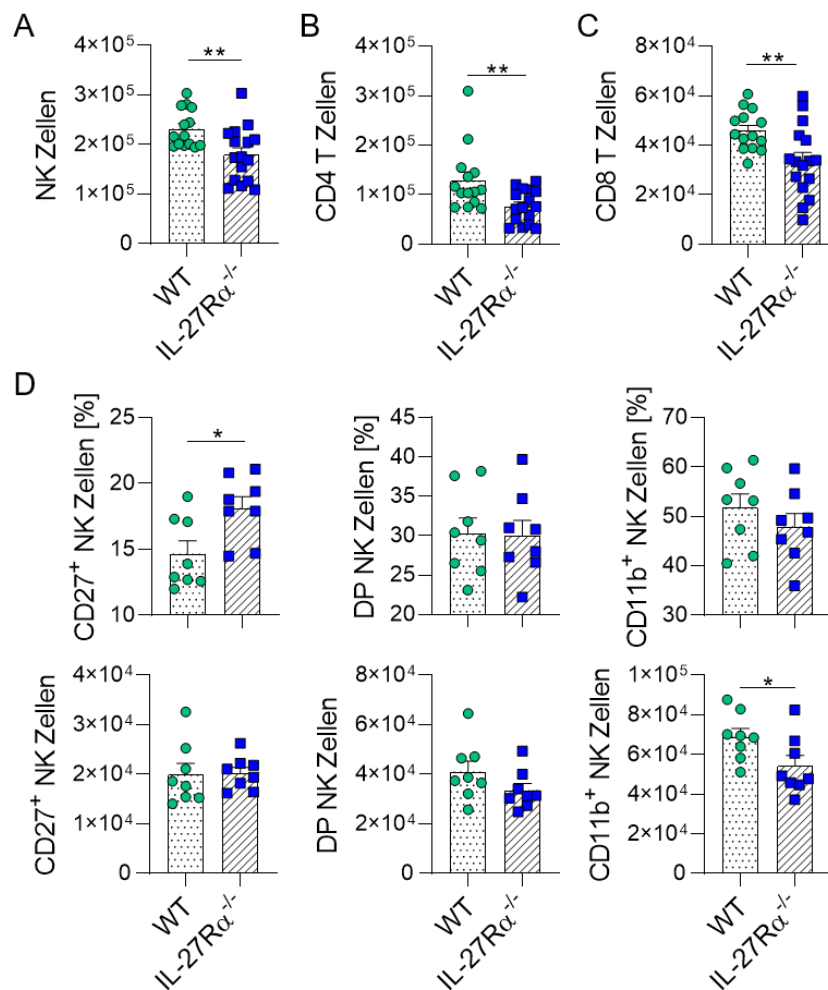 A
NK Zellen
4×10⁵
3×10⁵
2×10⁵
1×10⁵
0
**
WT
IL-27Rα⁻/⁻
B
CD4 T Zellen
4×10⁵
3×10⁵
2×10⁵
1×10⁵
0
**
WT
IL-27Rα⁻/⁻
C
CD8 T Zellen
8×10⁴
6×10⁴
4×10⁴
2×10⁴
0
**
WT
IL-27Rα⁻/⁻
D
CD27⁺ NK Zellen [%]
25
20
15
10
*
DP NK Zellen [%]
45
40
35
30
25
20
CD11b⁺ NK Zellen [%]
70
60
50
40
30
CD27⁺ NK Zellen
4×10⁴
3×10⁴
2×10⁴
1×10⁴
0
WT
IL-27Rα⁻/⁻
DP NK Zellen
8×10⁴
6×10⁴
4×10⁴
2×10⁴
0
WT
IL-27Rα⁻/⁻
CD11b⁺ NK Zellen
1×10⁵
8×10⁴
6×10⁴
4×10⁴
2×10⁴
0
*
WT
IL-27Rα⁻/⁻